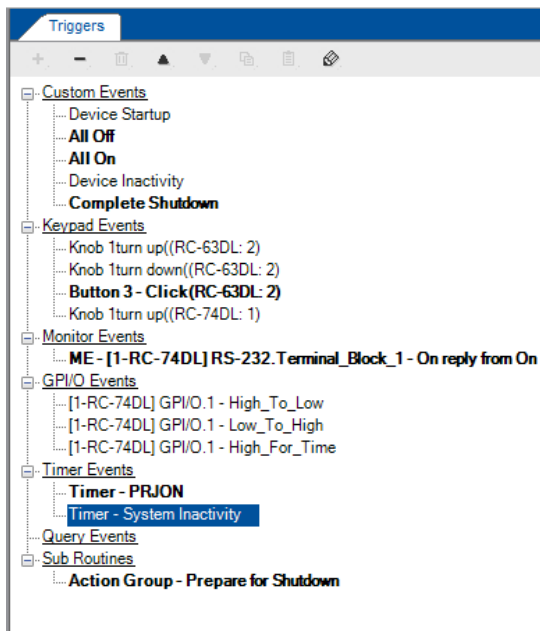 Triggers
Custom Events
Device Startup
All Off
All On
Device Inactivity
Complete Shutdown
Keypad Events
Knob 1turn up((RC-63DL: 2)
Knob 1turn down((RC-63DL: 2)
Button 3 - Click(RC-63DL: 2)
Knob 1turn up((RC-74DL: 1)
Monitor Events
ME - [1-RC-74DL] RS-232.Terminal_Block_1 - On reply from On
GPI/O Events
[1-RC-74DL] GPI/O.1 - High_To_Low
[1-RC-74DL] GPI/O.1 - Low_To_High
[1-RC-74DL] GPI/O.1 - High_For_Time
Timer Events
Timer - PRJON
Timer - System Inactivity
Query Events
Sub Routines
Action Group - Prepare for Shutdown